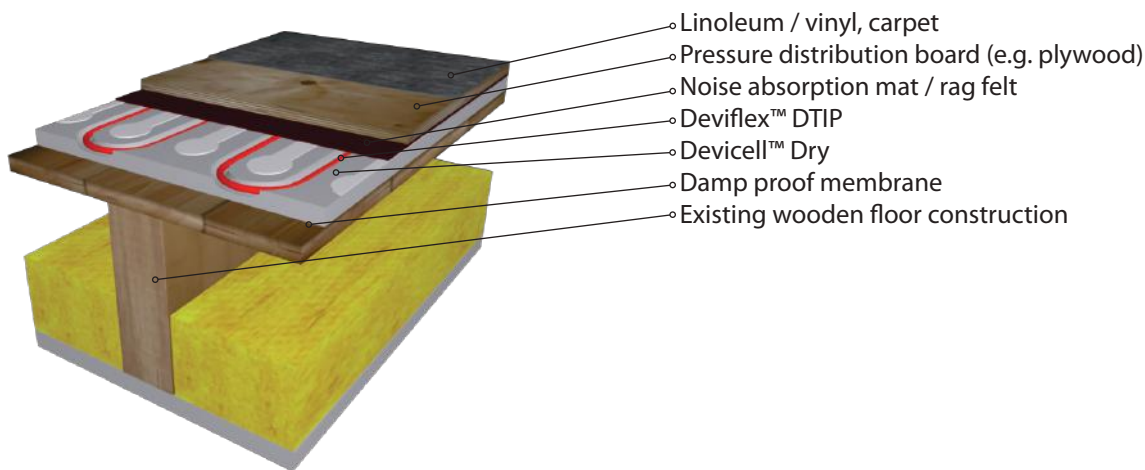 Linoleum / vinyl, carpet
Pressure distribution board (e.g. plywood)
Noise absorption mat / rag felt
Deviflex™ DTIP
Devicell™ Dry
Damp proof membrane
Existing wooden floor construction